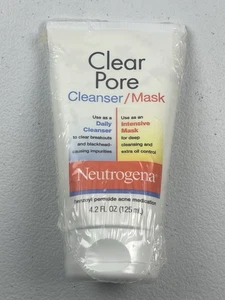 Clear
Pore
Cleanser/Mask
Use as a
Daily
Cleanser
to clear breakouts
and blackhead-
causing impurities
Use as an
Intensive
Mask
for deep
cleansing and
extra oil control
Neutrogena
benzoyl peroxide acne medication
4.2 FL OZ (125 mL)